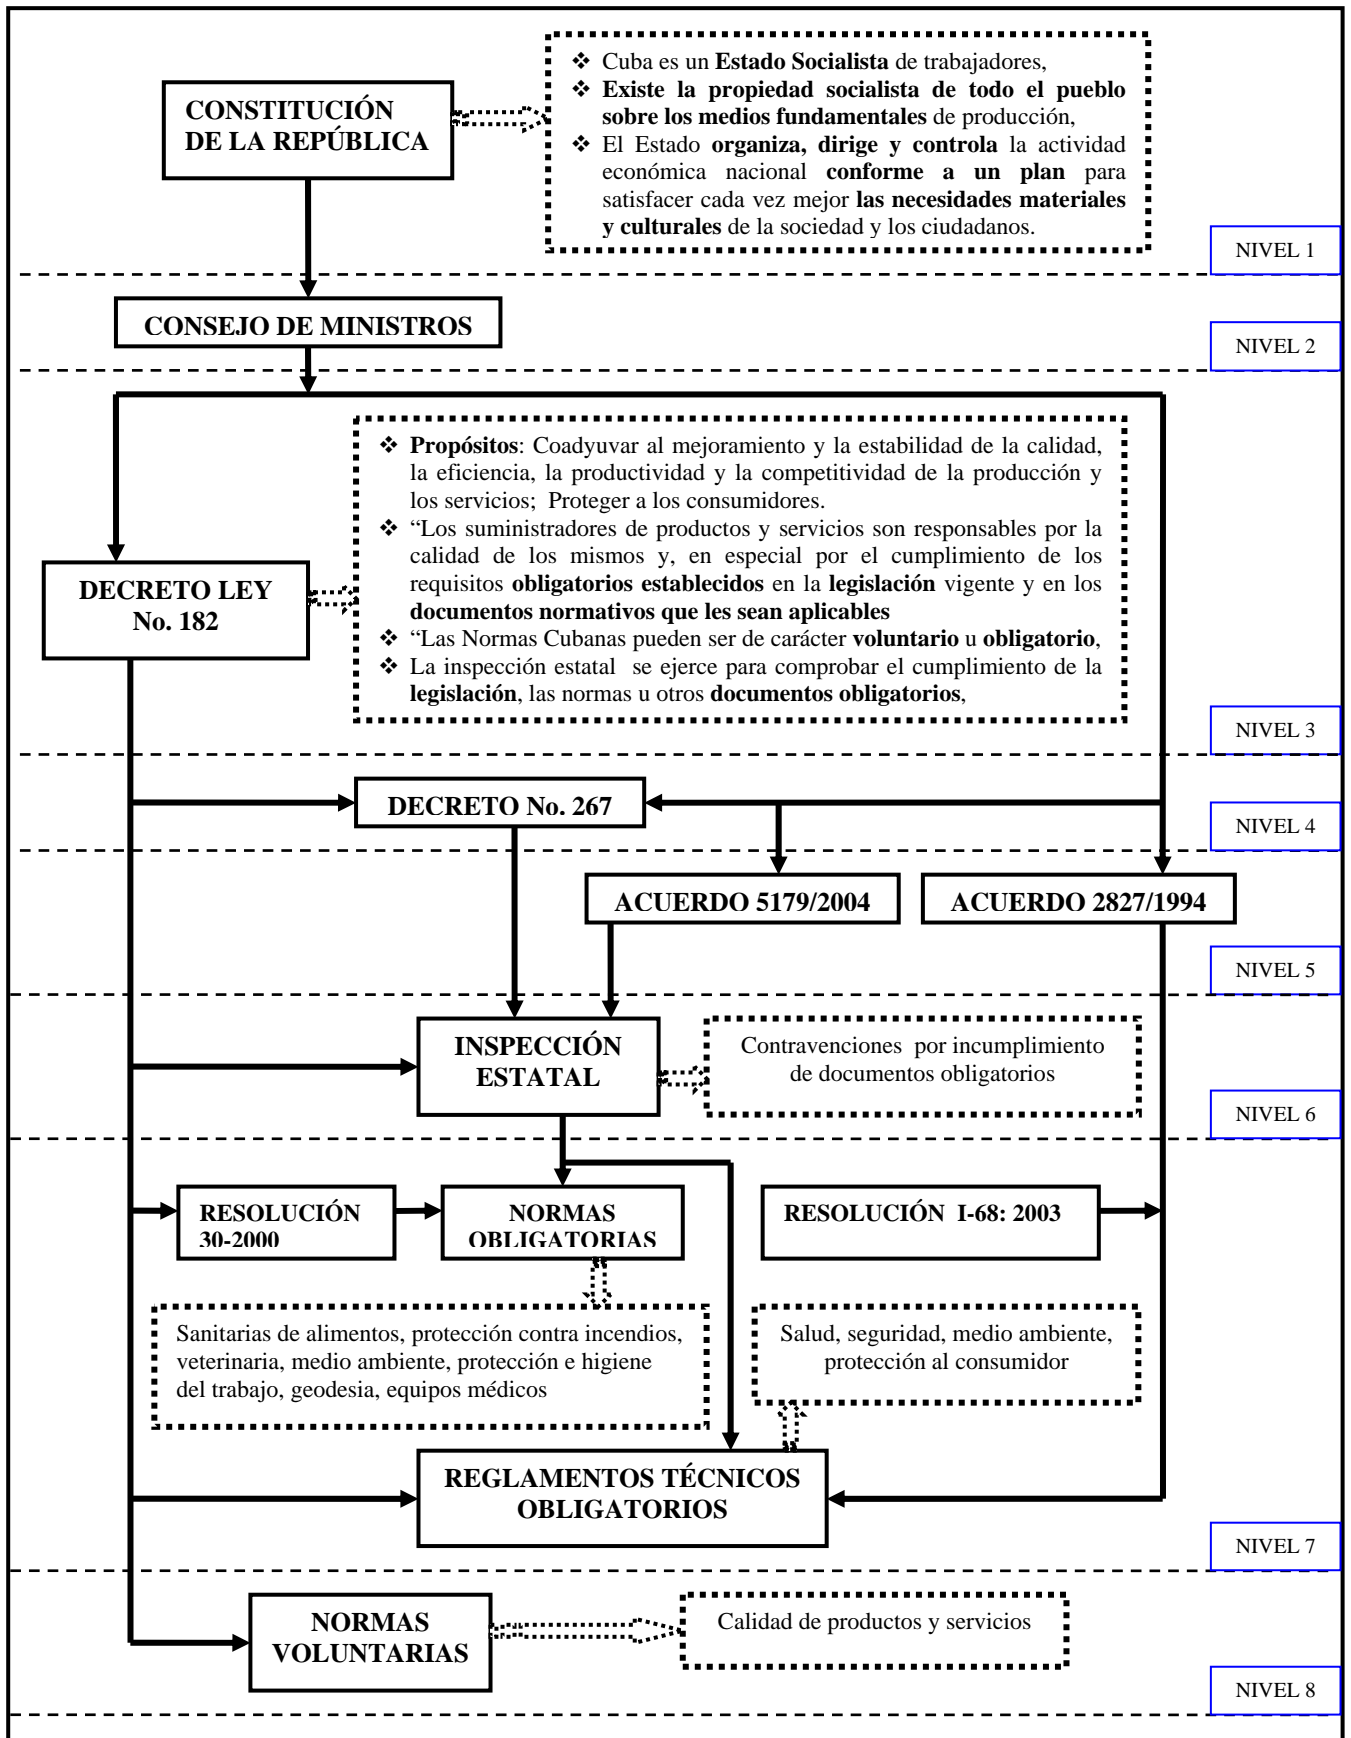 CONSTITUCIÓN
DE LA REPÚBLICA
❖ Cuba es un Estado Socialista de trabajadores,
❖ Existe la propiedad socialista de todo el pueblo
sobre los medios fundamentales de producción,
❖ El Estado organiza, dirige y controla la actividad
económica nacional conforme a un plan para
satisfacer cada vez mejor las necesidades materiales
y culturales de la sociedad y los ciudadanos.
NIVEL 1
CONSEJO DE MINISTROS
NIVEL 2
❖ Propósitos: Coadyuvar al mejoramiento y la estabilidad de la calidad,
la eficiencia, la productividad y la competitividad de la producción y
los servicios; Proteger a los consumidores.
❖ “Los suministradores de productos y servicios son responsables por la
calidad de los mismos y, en especial por el cumplimiento de los
requisitos obligatorios establecidos en la legislación vigente y en los
documentos normativos que les sean aplicables
❖ “Las Normas Cubanas pueden ser de carácter voluntario u obligatorio,
❖ La inspección estatal se ejerce para comprobar el cumplimiento de la
legislación, las normas u otros documentos obligatorios,
DECRETO LEY
No. 182
NIVEL 3
DECRETO No. 267
NIVEL 4
ACUERDO 5179/2004
ACUERDO 2827/1994
NIVEL 5
INSPECCIÓN
ESTATAL
Contravenciones por incumplimiento
de documentos obligatorios
NIVEL 6
RESOLUCIÓN
30-2000
NORMAS
OBLIGATORIAS
RESOLUCIÓN I-68: 2003
Sanitarias de alimentos, protección contra incendios,
veterinaria, medio ambiente, protección e higiene
del trabajo, geodesia, equipos médicos
Salud, seguridad, medio ambiente,
protección al consumidor
REGLAMENTOS TÉCNICOS
OBLIGATORIOS
NIVEL 7
NORMAS
VOLUNTARIAS
Calidad de productos y servicios
NIVEL 8